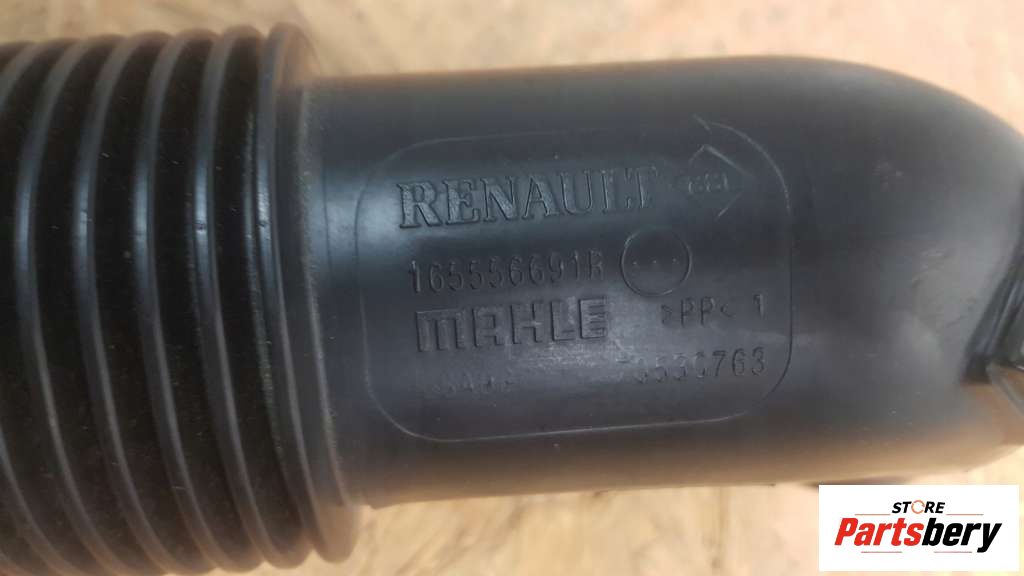 RENAULT
165556691R
MAHLE >PP< 1
STORE
Partsbery